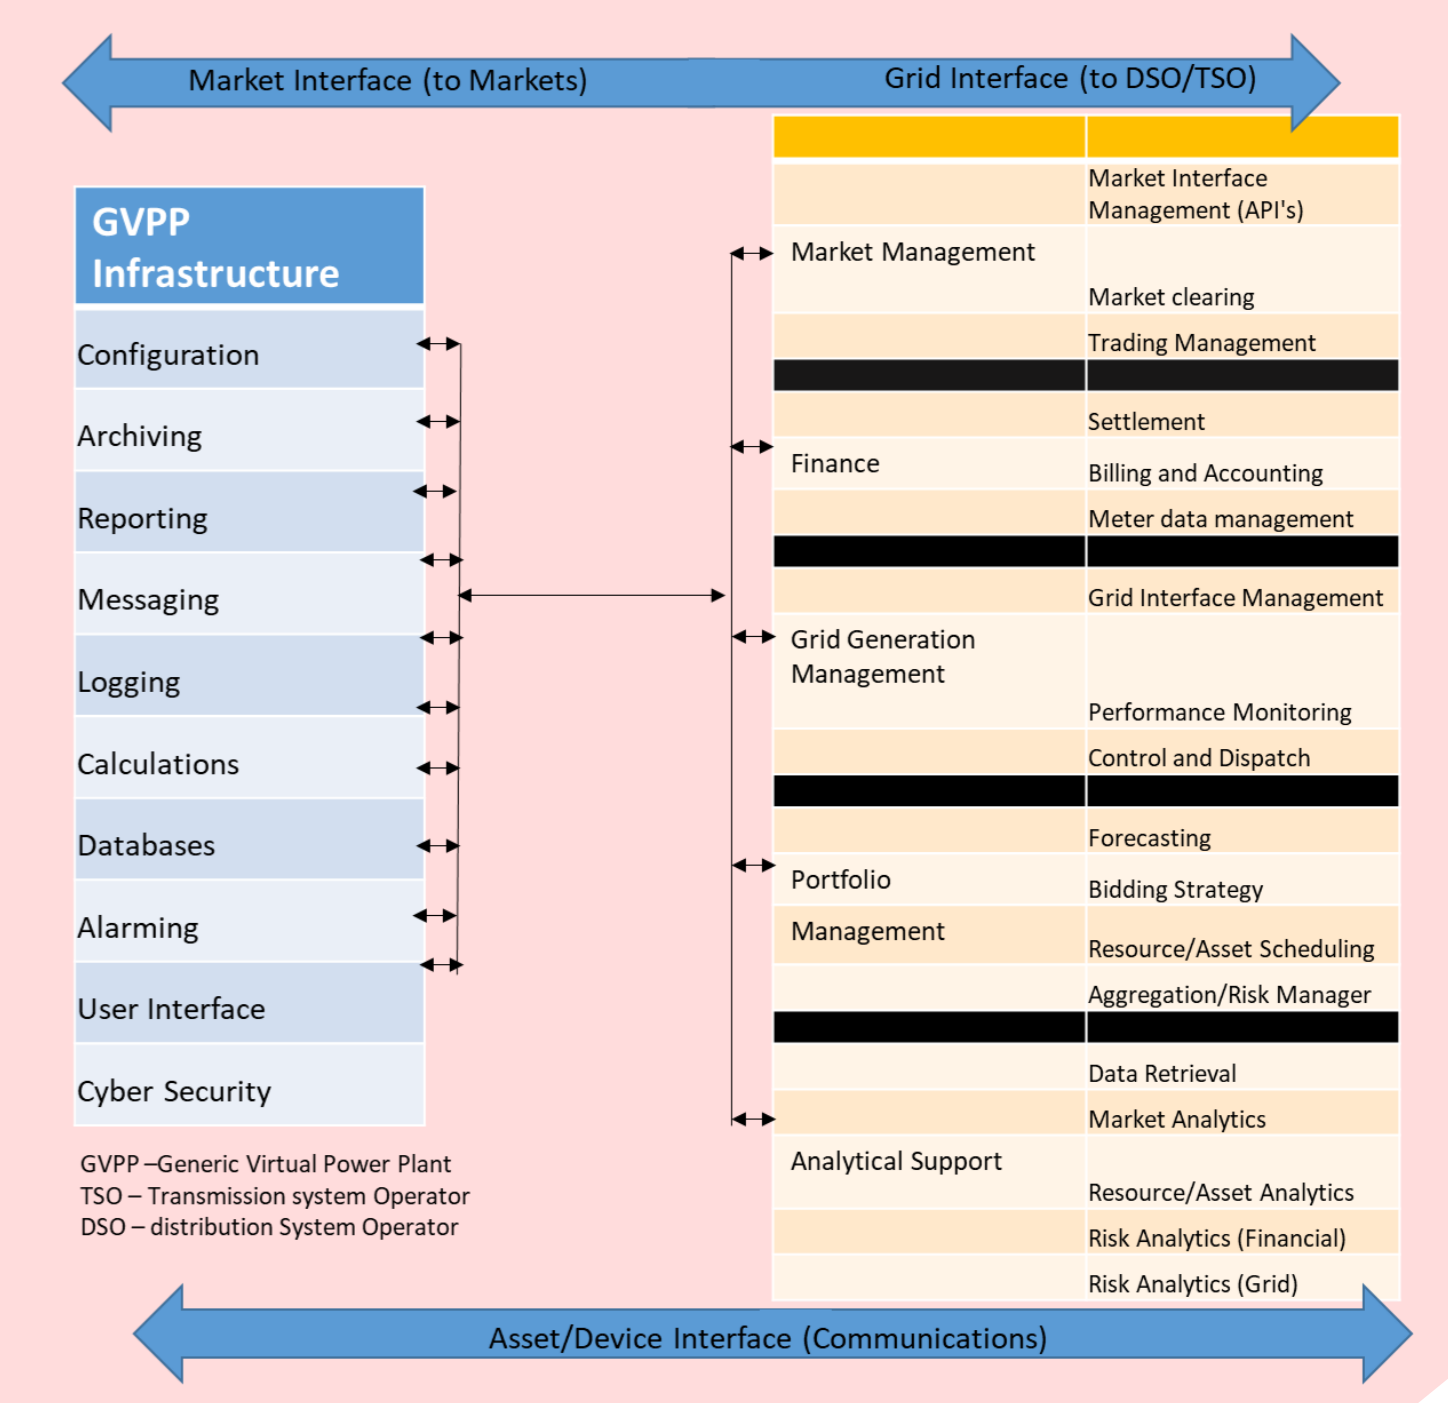 Market Interface (to Markets)
Grid Interface (to DSO/TSO)
GVPP
Infrastructure
Configuration
Archiving
Reporting
Messaging
Logging
Calculations
Databases
Alarming
User Interface
Cyber Security
GVPP –Generic Virtual Power Plant
TSO – Transmission system Operator
DSO – distribution System Operator
Market Interface
Management (API's)
Market Management
Market clearing
Trading Management
Settlement
Finance
Billing and Accounting
Meter data management
Grid Interface Management
Grid Generation
Management
Performance Monitoring
Control and Dispatch
Forecasting
Portfolio
Bidding Strategy
Management
Resource/Asset Scheduling
Aggregation/Risk Manager
Data Retrieval
Market Analytics
Analytical Support
Resource/Asset Analytics
Risk Analytics (Financial)
Risk Analytics (Grid)
Asset/Device Interface (Communications)